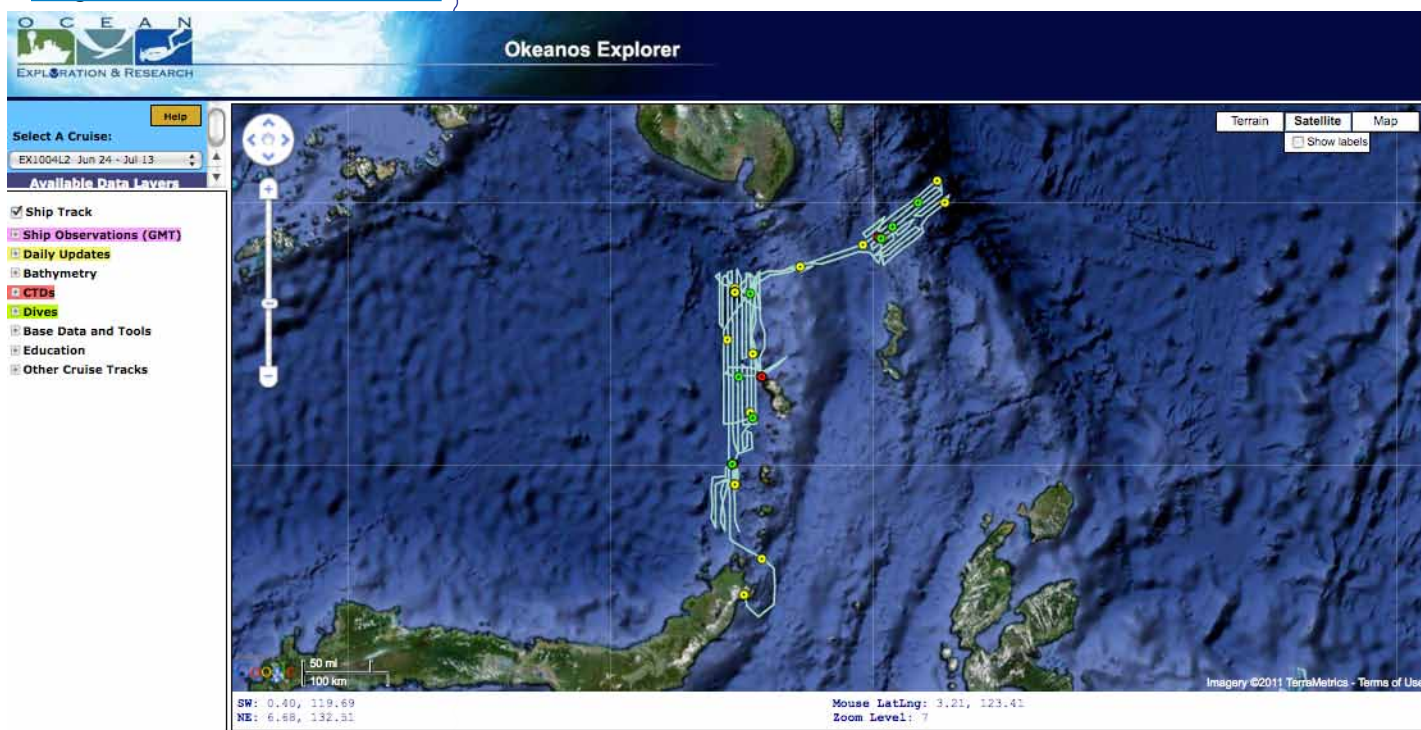 OCEAN
EXPLORATION & RESEARCH
Okeanos Explorer
Help
Select A Cruise:
EX1004L2 Jun 24 - Jul 13
Available Data Layers
Ship Track
Ship Observations (GMT)
Daily Updates
Bathymetry
CTDs
Dives
Base Data and Tools
Education
Other Cruise Tracks
Terrain
Satellite
Map
Show labels
50 mi
100 km
Imagery ©2011 TerraMetrics - Terms of Use
SW: 0.40, 119.69
NE: 6.68, 132.51
Mouse LatLng: 3.21, 123.41
Zoom Level: 7